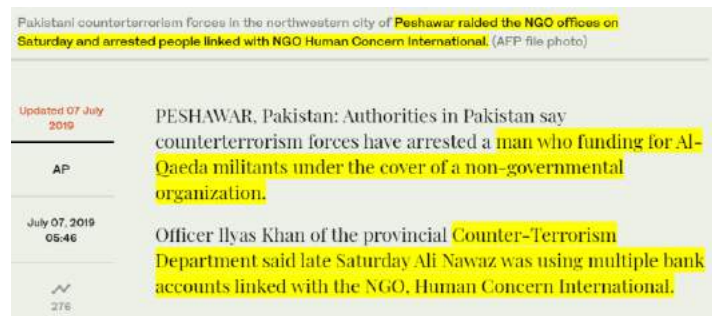 Pakistani counterterrorism forces in the northwestern city of Peshawar raided the NGO offices on
Saturday and arrested people linked with NGO Human Concern International. (AFP file photo)
Updated 07 July
2019
AP
July 07, 2019
05:46
276
PESHAWAR, Pakistan: Authorities in Pakistan say
counterterrorism forces have arrested a man who funding for Al-
Qaeda militants under the cover of a non-governmental
organization.
Officer Ilyas Khan of the provincial Counter-Terrorism
Department said late Saturday Ali Nawaz was using multiple bank
accounts linked with the NGO, Human Concern International.